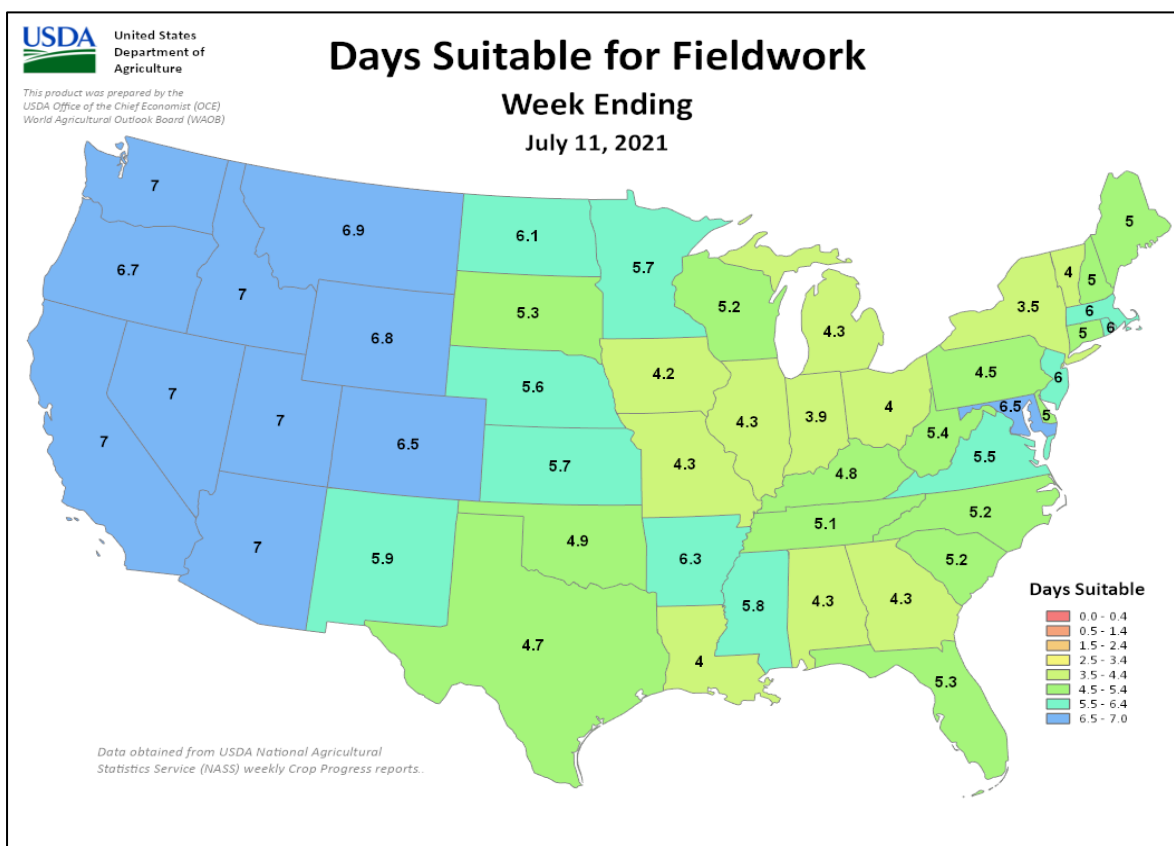 USDA
United States
Department of
Agriculture
This product was prepared by the
USDA Office of the Chief Economist (OCE)
World Agricultural Outlook Board (WAOB)
Days Suitable for Fieldwork
Week Ending
July 11, 2021
7
6.9
6.1
5.7
5
6.7
7
6.8
5.3
5.2
4.3
3.5
4
5
6
5
6
7
7
7
6.5
5.6
4.2
4.3
3.9
4
4.5
6
6.5
5
5.7
4.3
4.8
5.4
5.5
7
5.9
4.9
6.3
5.1
5.2
5.2
4.7
4
5.8
4.3
4.3
5.3
Days Suitable
0.0 - 0.4
0.5 - 1.4
1.5 - 2.4
2.5 - 3.4
3.5 - 4.4
4.5 - 5.4
5.5 - 6.4
6.5 - 7.0
Data obtained from USDA National Agricultural
Statistics Service (NASS) weekly Crop Progress reports..